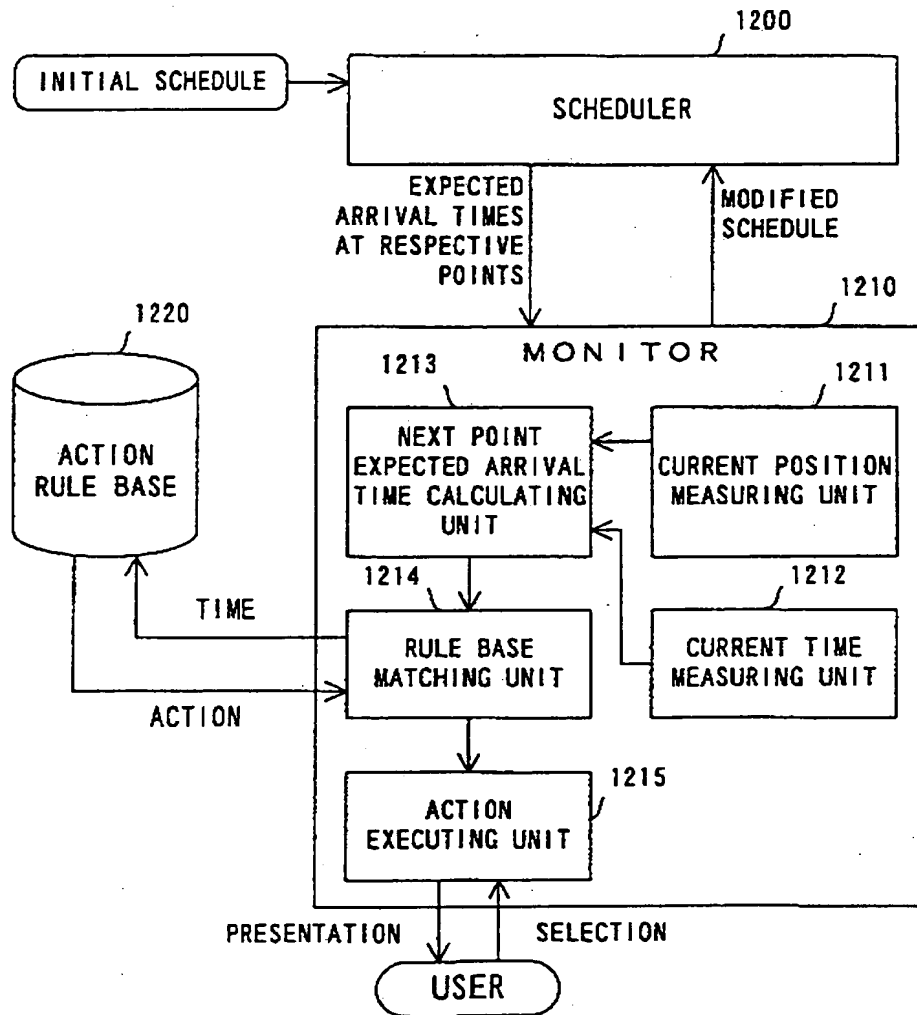 1200
INITIAL SCHEDULE
SCHEDULER
EXPECTED
ARRIVAL TIMES
AT RESPECTIVE
POINTS
MODIFIED
SCHEDULE
1210
1220
MONITOR
1213
1211
ACTION
RULE BASE
NEXT POINT
EXPECTED ARRIVAL
TIME CALCULATING
UNIT
CURRENT POSITION
MEASURING UNIT
1214
1212
TIME
RULE BASE
MATCHING UNIT
CURRENT TIME
MEASURING UNIT
ACTION
1215
ACTION
EXECUTING UNIT
PRESENTATION
SELECTION
USER